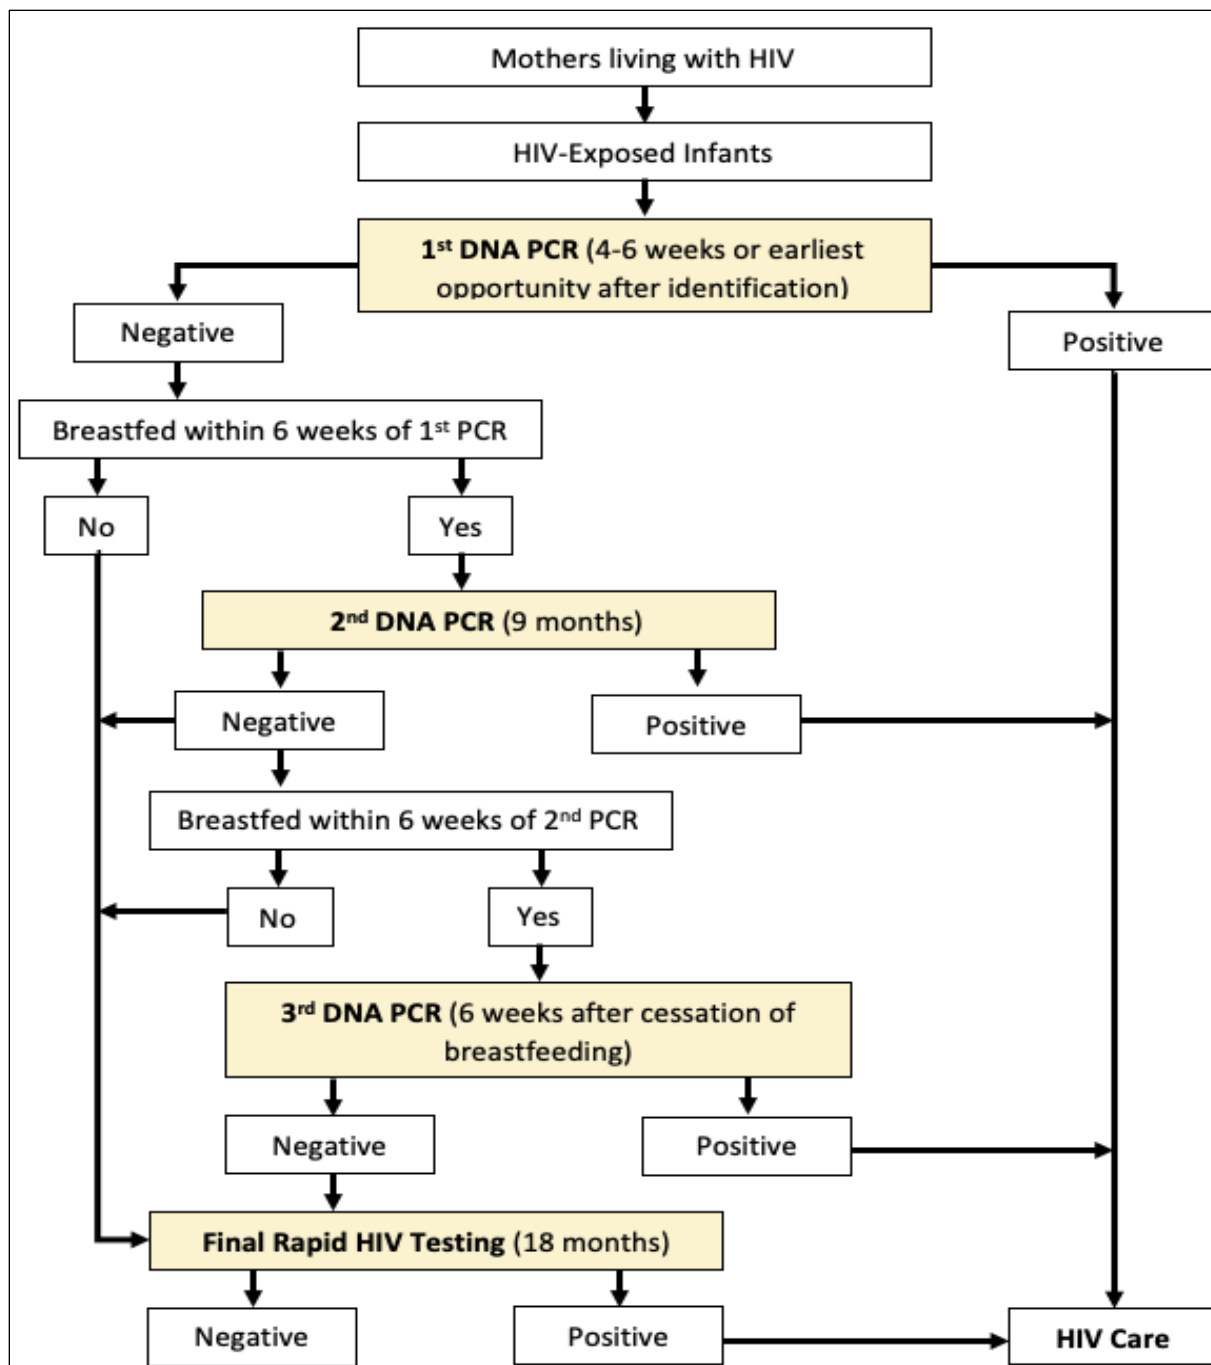 Mothers living with HIV
HIV-Exposed Infants
1st DNA PCR (4-6 weeks or earliest
opportunity after identification)
Negative
Positive
Breastfed within 6 weeks of 1st PCR
No
Yes
2nd DNA PCR (9 months)
Negative
Positive
Breastfed within 6 weeks of 2nd PCR
No
Yes
3rd DNA PCR (6 weeks after cessation of
breastfeeding)
Negative
Positive
Final Rapid HIV Testing (18 months)
Negative
Positive
HIV Care